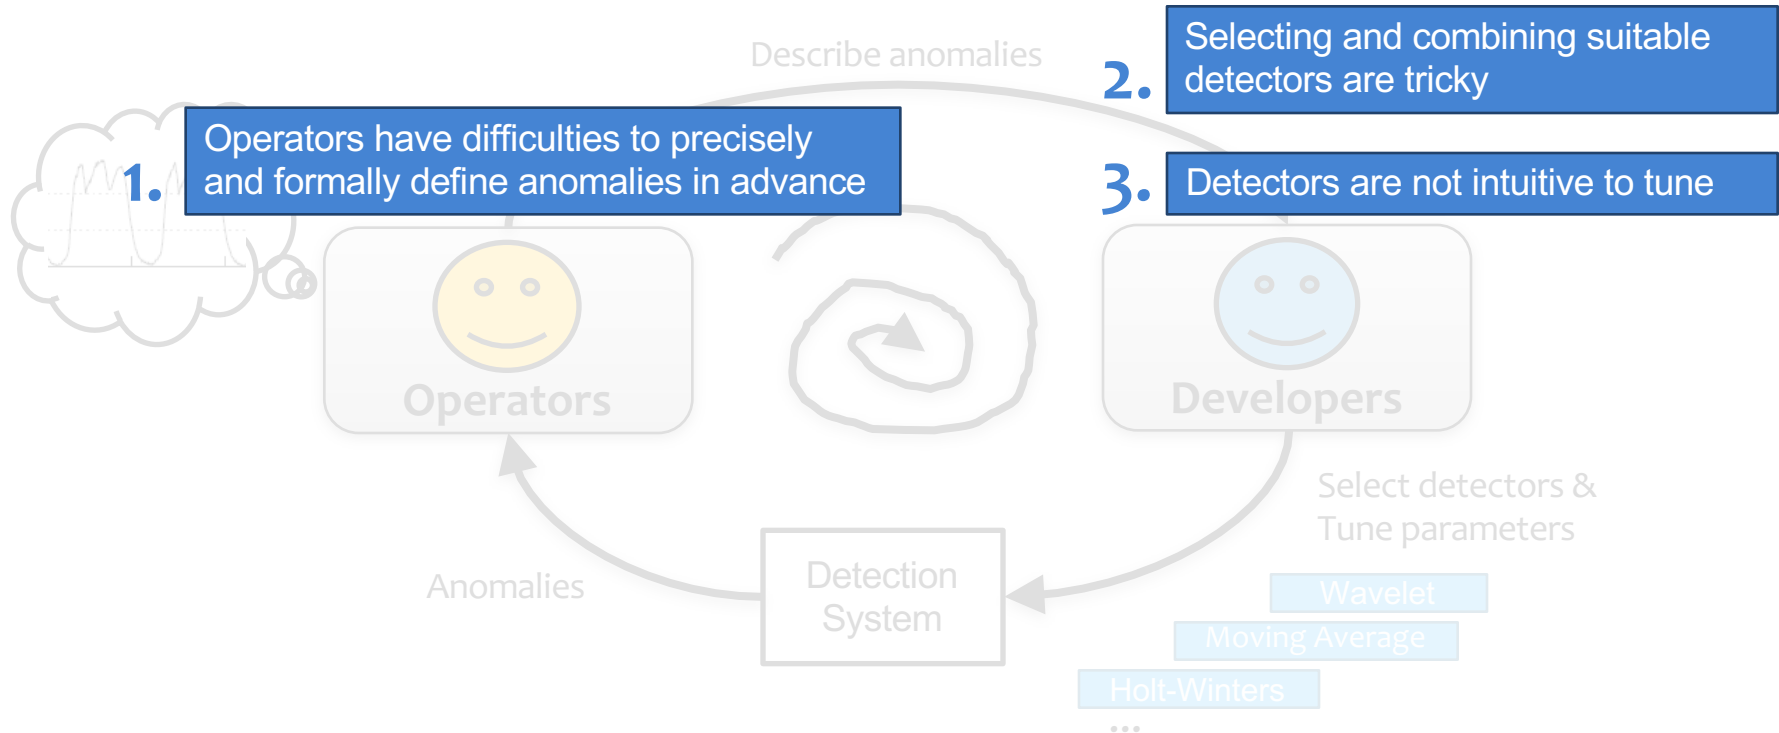 Describe anomalies
2.
Selecting and combining suitable
detectors are tricky
1.
Operators have difficulties to precisely
and formally define anomalies in advance
3.
Detectors are not intuitive to tune
Operators
Developers
Select detectors &
Tune parameters
Anomalies
Detection
System
Wavelet
Moving Average
Holt-Winters
...